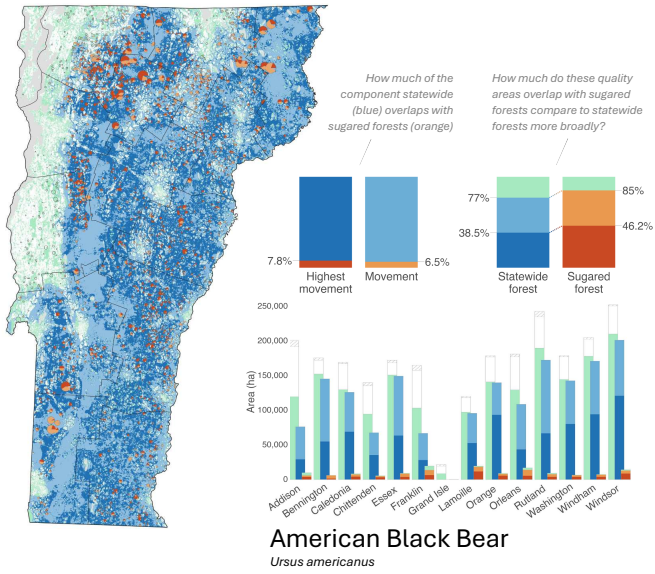 How much of the
component statewide
(blue) overlaps with
sugared forests (orange)
How much do these quality
areas overlap with sugared
forests compare to statewide
forests more broadly?
7.8%
6.5%
Highest
movement
Movement
77%
38.5%
85%
46.2%
Statewide
forest
Sugared
forest
Area (ha)
250,000
200,000
150,000
100,000
50,000
0
Addison
Bennington
Caledonia
Chittenden
Essex
Franklin
Grand Isle
Lamoille
Orange
Orleans
Rutland
Washington
Windham
Windsor
American Black Bear
Ursus americanus